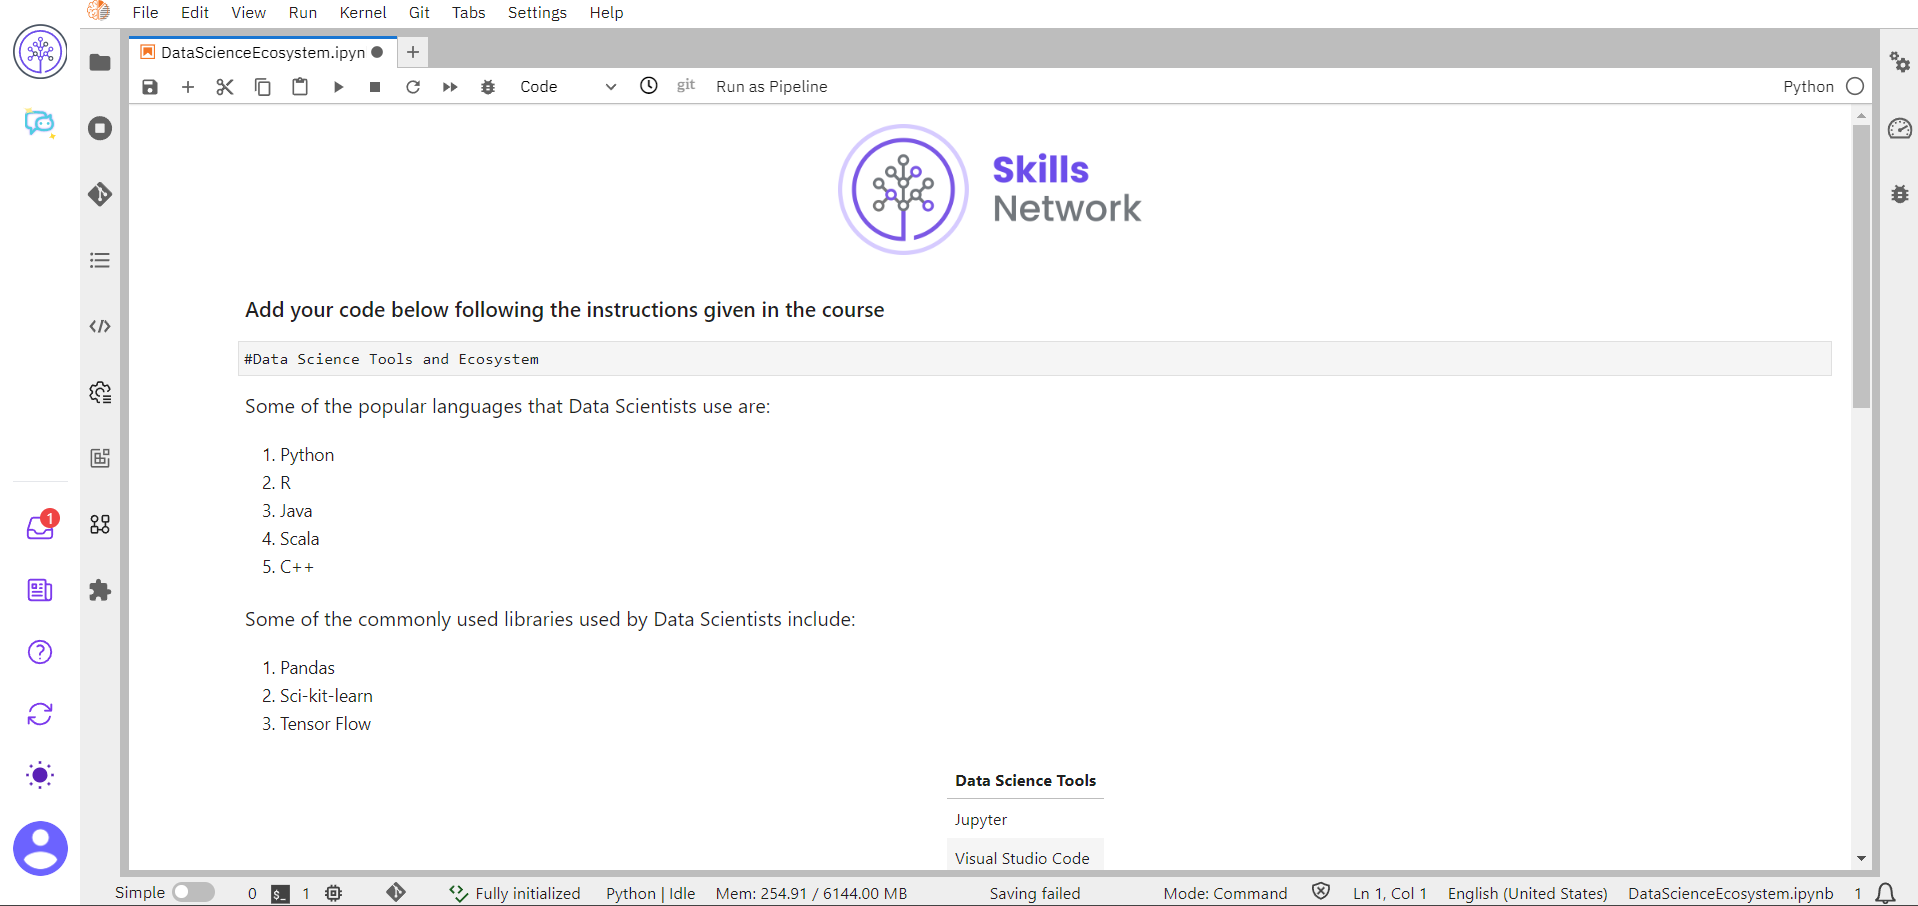 File Edit View Run Kernel Git Tabs Settings Help
DataScienceEcosystem.ipyn
Code git Run as Pipeline Python
Skills
Network
Add your code below following the instructions given in the course
#Data Science Tools and Ecosystem
Some of the popular languages that Data Scientists use are:
1. Python
2. R
3. Java
4. Scala
5. C++
Some of the commonly used libraries used by Data Scientists include:
1. Pandas
2. Sci-kit-learn
3. Tensor Flow
Data Science Tools
Jupyter
Visual Studio Code
1
Simple 0 $_ 1 Fully initialized Python | Idle Mem: 254.91 / 6144.00 MB Saving failed Mode: Command Ln 1, Col 1 English (United States) DataScienceEcosystem.ipynb 1